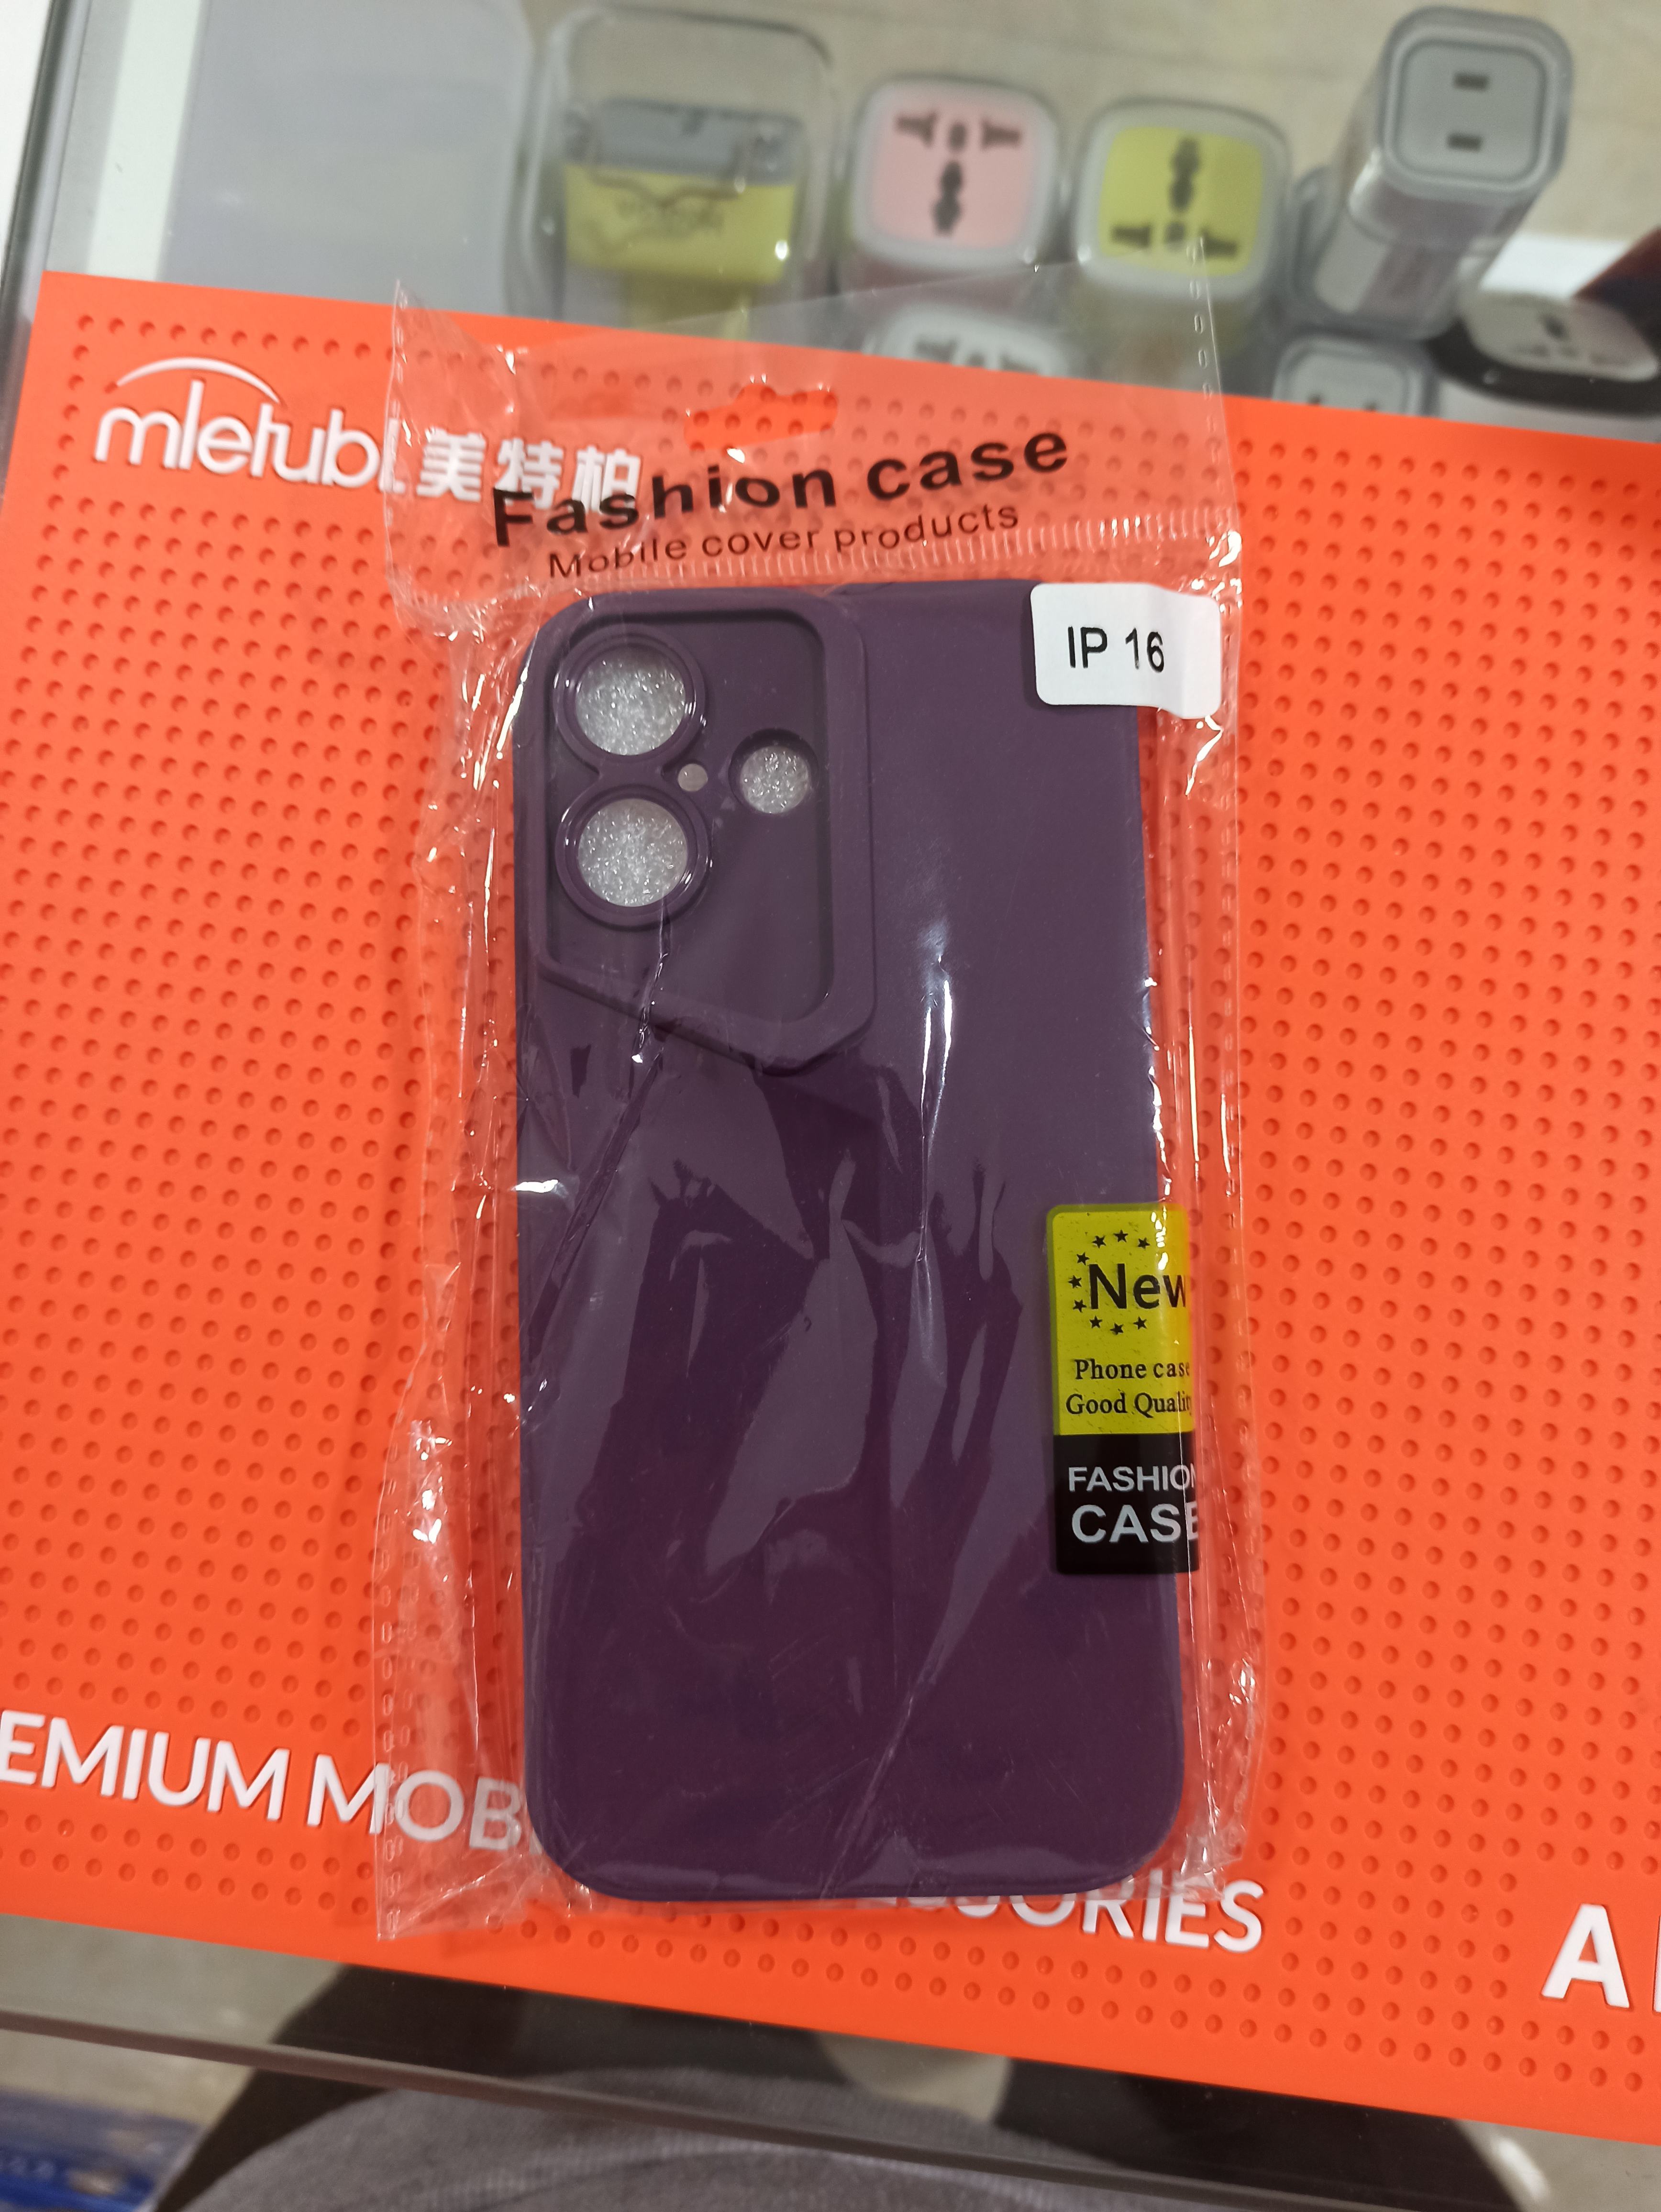 mletubl.美特柏
Fashion case
Mobile cover products
IP 16
New
Phone case
Good Quality
FASHION
CASE
EMIUM MOB
ORIES
A